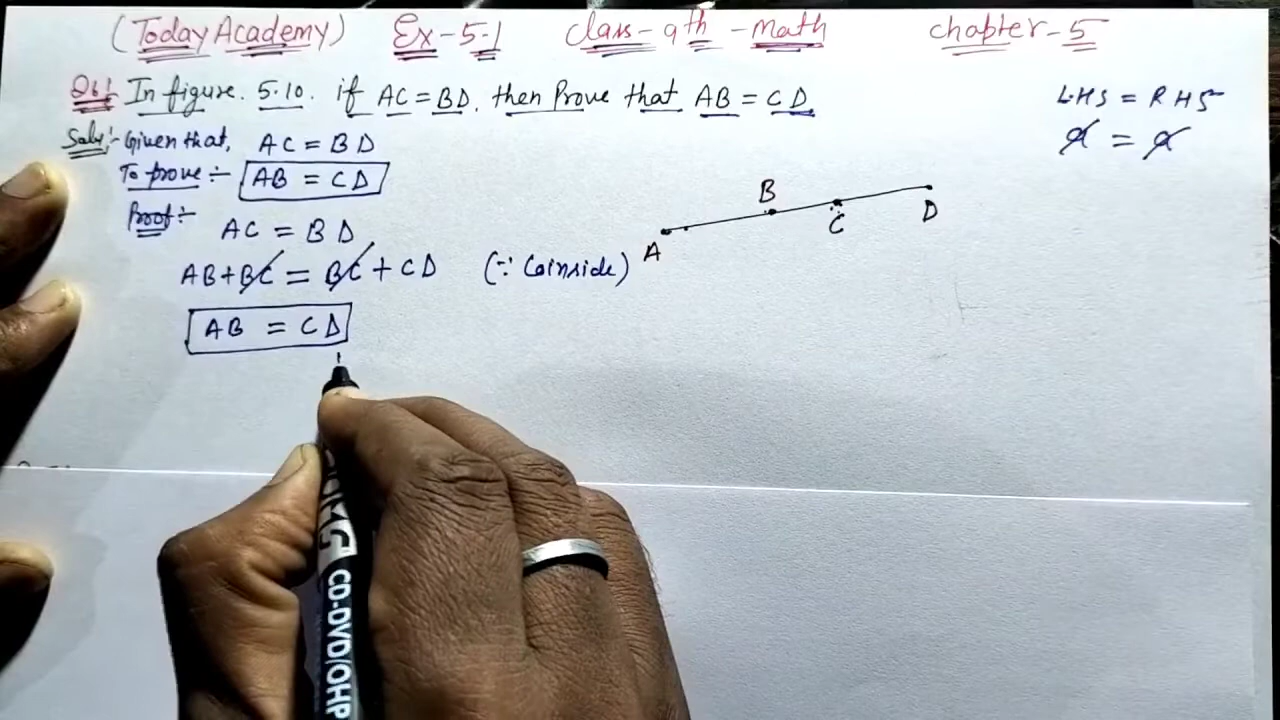 (Today Academy) Ex-5.1 Class-9th-Math Chapter-5
Q6! In figure. 5.10. if AC = BD, then Prove that AB = CD
Solu:- Given that, AC = BD
To prove ÷ AB = CD
Proof ÷ AC = BD
AB + BC = BC + CD (∵ Coinside)
AB = CD
LHS = RHS
A
B
C
D
CD-DVD/OHP